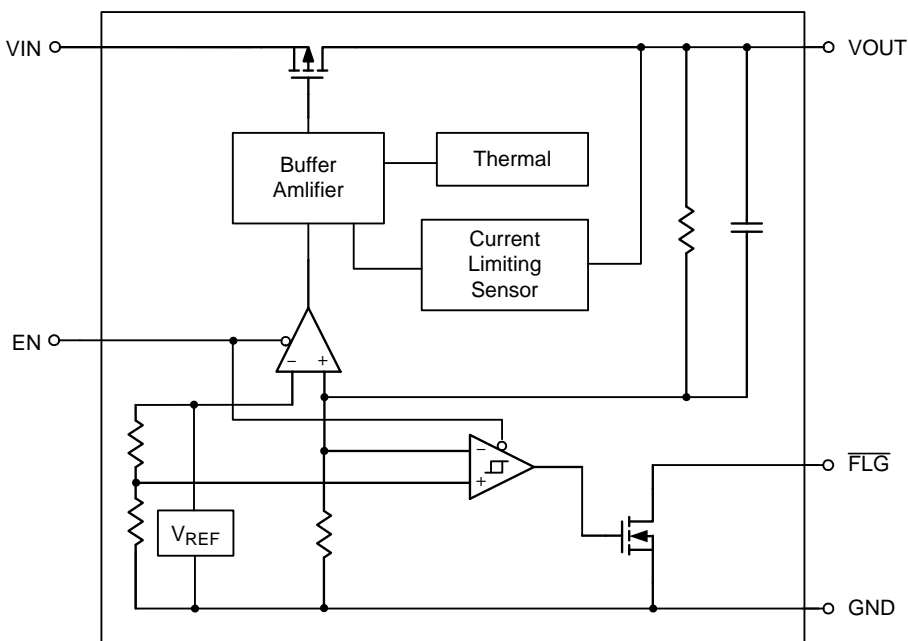 VIN
VOUT
Buffer
Amlifier
Thermal
Current
Limiting
Sensor
EN
− +
−
+
FLG
VREF
GND